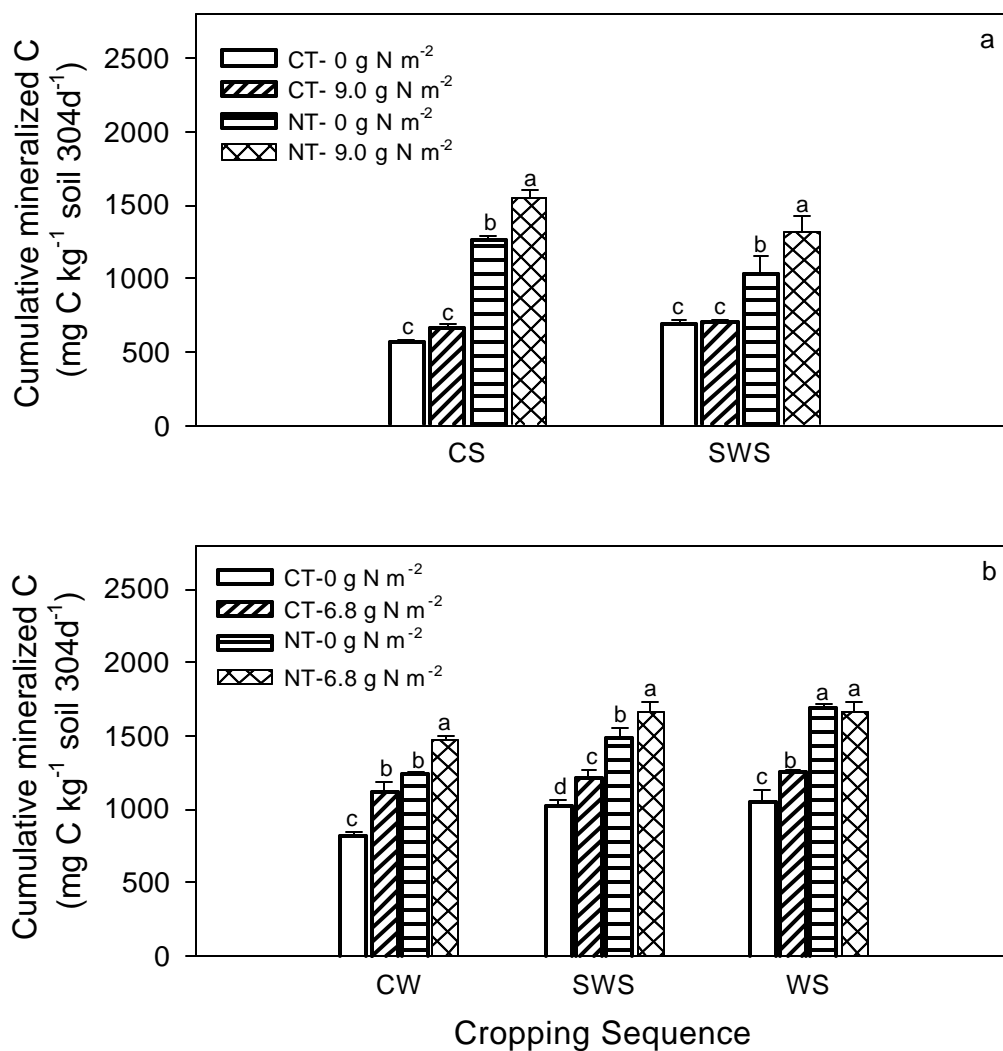 a
Cumulative mineralized C
(mg C kg⁻¹ soil 304d⁻¹)
2500
2000
1500
1000
500
0
CT- 0 g N m⁻²
CT- 9.0 g N m⁻²
NT- 0 g N m⁻²
NT- 9.0 g N m⁻²
c c b a
c c b a
CS SWS
b
Cumulative mineralized C
(mg C kg⁻¹ soil 304d⁻¹)
2500
2000
1500
1000
500
0
CT-0 g N m⁻²
CT-6.8 g N m⁻²
NT-0 g N m⁻²
NT-6.8 g N m⁻²
c b b a
d c b a
c b a a
CW SWS WS
Cropping Sequence